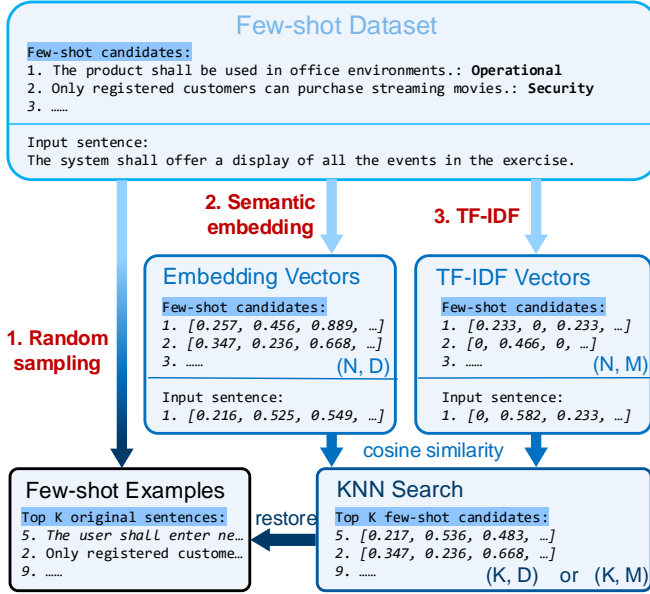 Few-shot Dataset
Few-shot candidates:
1. The product shall be used in office environments.: Operational
2. Only registered customers can purchase streaming movies.: Security
3. ……
Input sentence:
The system shall offer a display of all the events in the exercise.
2. Semantic
embedding
3. TF-IDF
1. Random
sampling
Embedding Vectors
Few-shot candidates:
1. [0.257, 0.456, 0.889, …]
2. [0.347, 0.236, 0.668, …]
3. ……
(N, D)
Input sentence:
1. [0.216, 0.525, 0.549, …]
TF-IDF Vectors
Few-shot candidates:
1. [0.233, 0, 0.233, …]
2. [0, 0.466, 0, …]
3. ……
(N, M)
Input sentence:
1. [0, 0.582, 0.233, …]
cosine similarity
Few-shot Examples
Top K original sentences:
5. The user shall enter ne…
2. Only registered custome…
9. ……
restore
KNN Search
Top K few-shot candidates:
5. [0.217, 0.536, 0.483, …]
2. [0.347, 0.236, 0.668, …]
9. ……
(K, D) or (K, M)